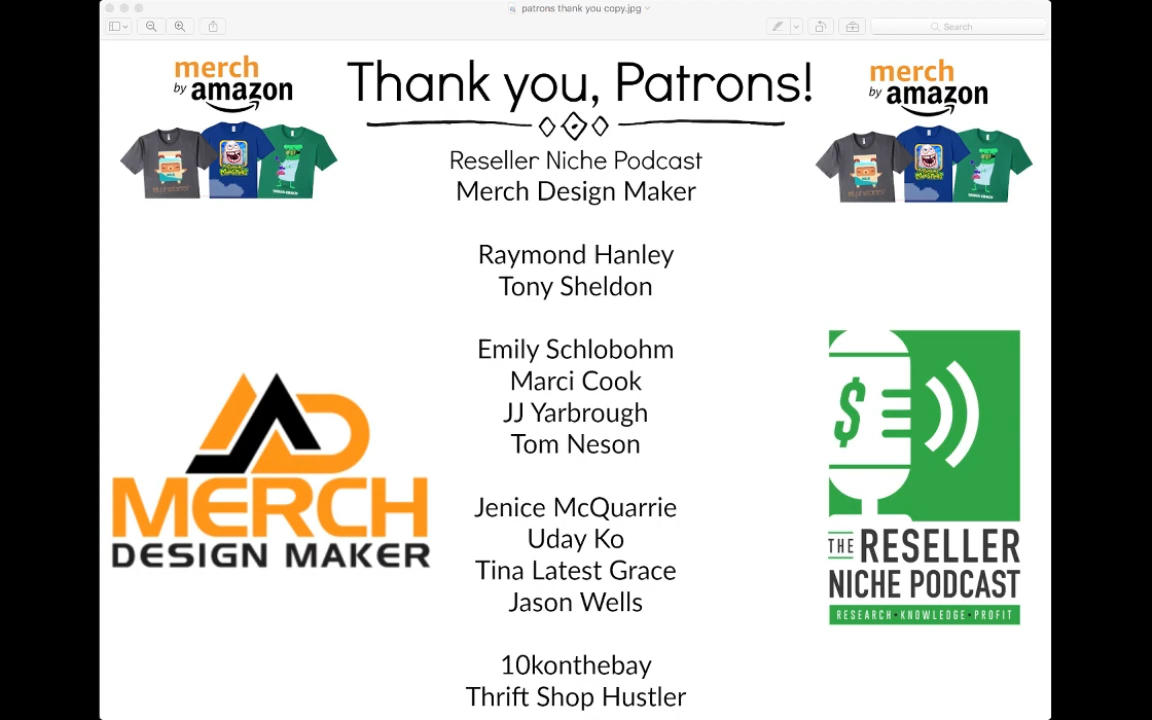 patrons thank you copy.jpg
Search
merch
by amazon
Thank you, Patrons!
merch
by amazon
Reseller Niche Podcast
Merch Design Maker
Raymond Hanley
Tony Sheldon
Emily Schlobohm
Marci Cook
JJ Yarbrough
Tom Neson
MERCH
DESIGN MAKER
Jenice McQuarrie
Uday Ko
Tina Latest Grace
Jason Wells
$
THE RESELLER
NICHE PODCAST
RESEARCH • KNOWLEDGE • PROFIT
10konthebay
Thrift Shop Hustler